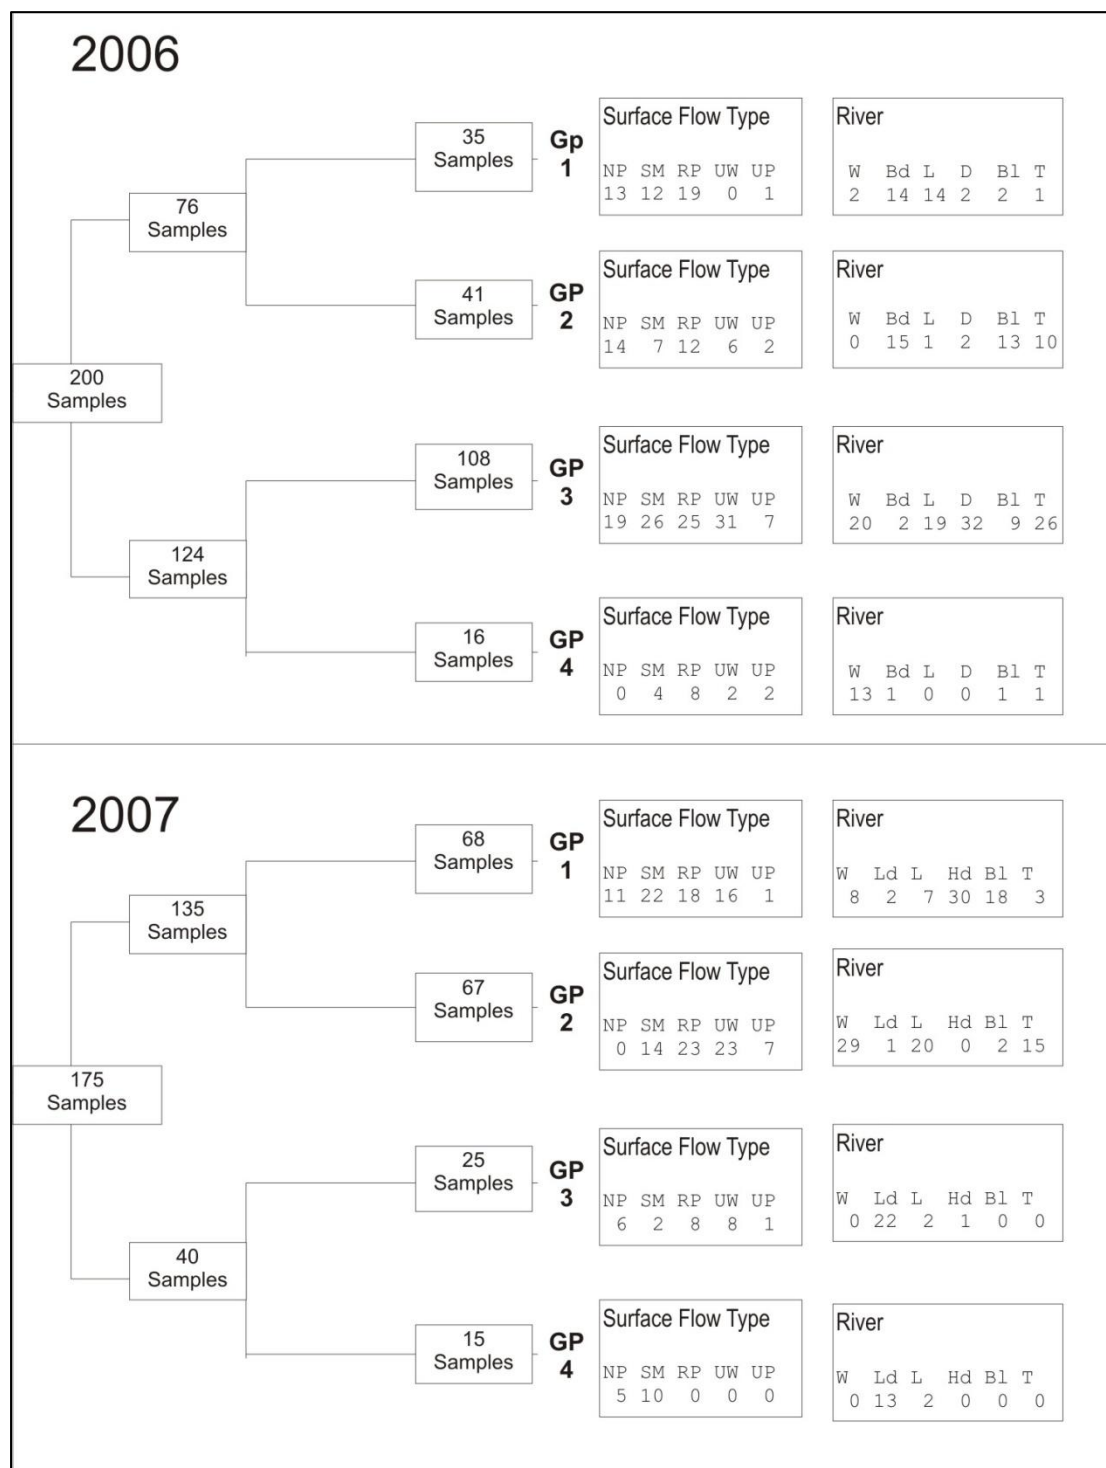 2006
35
Samples
Gp
1
Surface Flow Type
NP SM RP UW UP
13 12 19 0 1
River
W Bd L D Bl T
2 14 14 2 2 1
76
Samples
41
Samples
GP
2
Surface Flow Type
NP SM RP UW UP
14 7 12 6 2
River
W Bd L D Bl T
0 15 1 2 13 10
200
Samples
108
Samples
GP
3
Surface Flow Type
NP SM RP UW UP
19 26 25 31 7
River
W Bd L D Bl T
20 2 19 32 9 26
124
Samples
16
Samples
GP
4
Surface Flow Type
NP SM RP UW UP
0 4 8 2 2
River
W Bd L D Bl T
13 1 0 0 1 1
2007
68
Samples
GP
1
Surface Flow Type
NP SM RP UW UP
11 22 18 16 1
River
W Ld L Hd Bl T
8 2 7 30 18 3
135
Samples
67
Samples
GP
2
Surface Flow Type
NP SM RP UW UP
0 14 23 23 7
River
W Ld L Hd Bl T
29 1 20 0 2 15
175
Samples
25
Samples
GP
3
Surface Flow Type
NP SM RP UW UP
6 2 8 8 1
River
W Ld L Hd Bl T
0 22 2 1 0 0
40
Samples
15
Samples
GP
4
Surface Flow Type
NP SM RP UW UP
5 10 0 0 0
River
W Ld L Hd Bl T
0 13 2 0 0 0